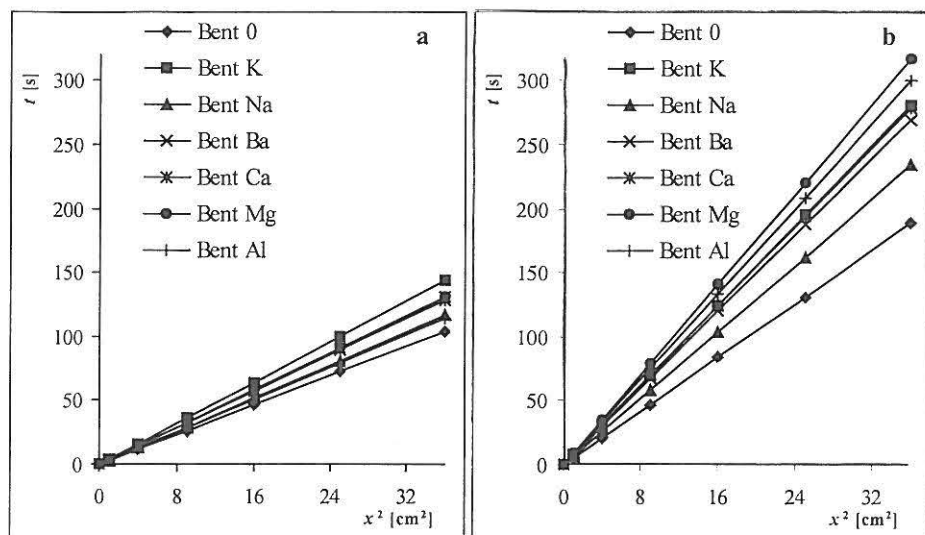 a
Bent 0
Bent K
Bent Na
Bent Ba
Bent Ca
Bent Mg
Bent Al
t [s]
300
250
200
150
100
50
0
0 8 16 24 32
x² [cm²]
b
Bent 0
Bent K
Bent Na
Bent Ba
Bent Ca
Bent Mg
Bent Al
t [s]
300
250
200
150
100
50
0
0 8 16 24 32
x² [cm²]